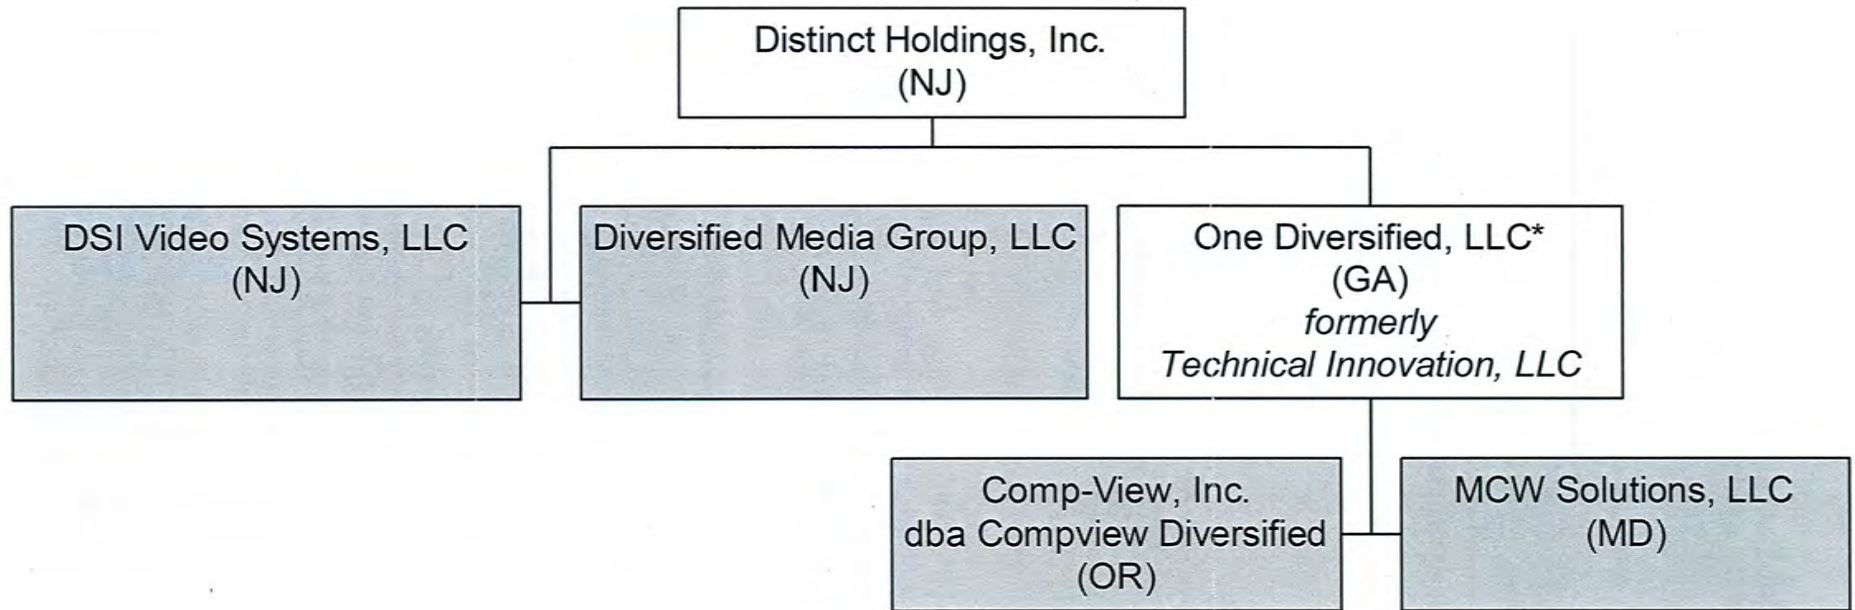 Distinct Holdings, Inc.
(NJ)
DSI Video Systems, LLC
(NJ)
Diversified Media Group, LLC
(NJ)
One Diversified, LLC*
(GA)
formerly
Technical Innovation, LLC
Comp-View, Inc.
dba Compview Diversified
(OR)
MCW Solutions, LLC
(MD)